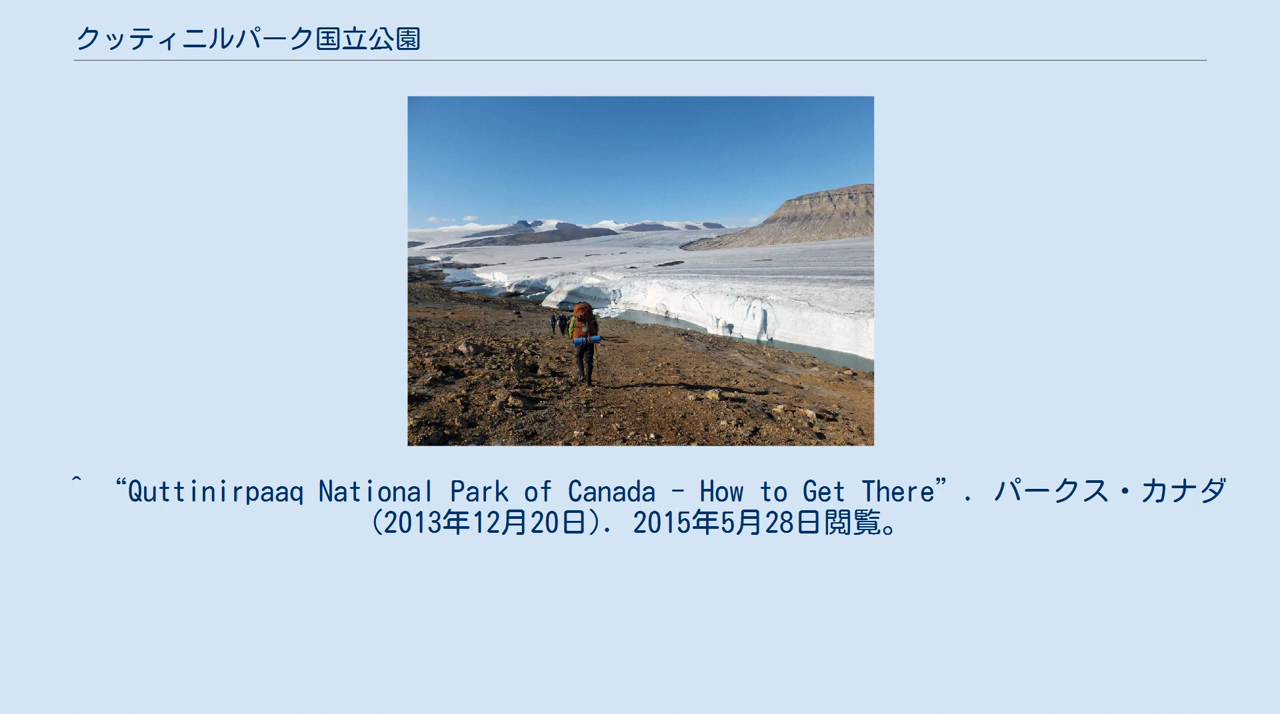 クッティニルパーク国立公園
^ “Quttinirpaaq National Park of Canada - How to Get There”. パークス・カナダ
(2013年12月20日). 2015年5月28日閲覧。